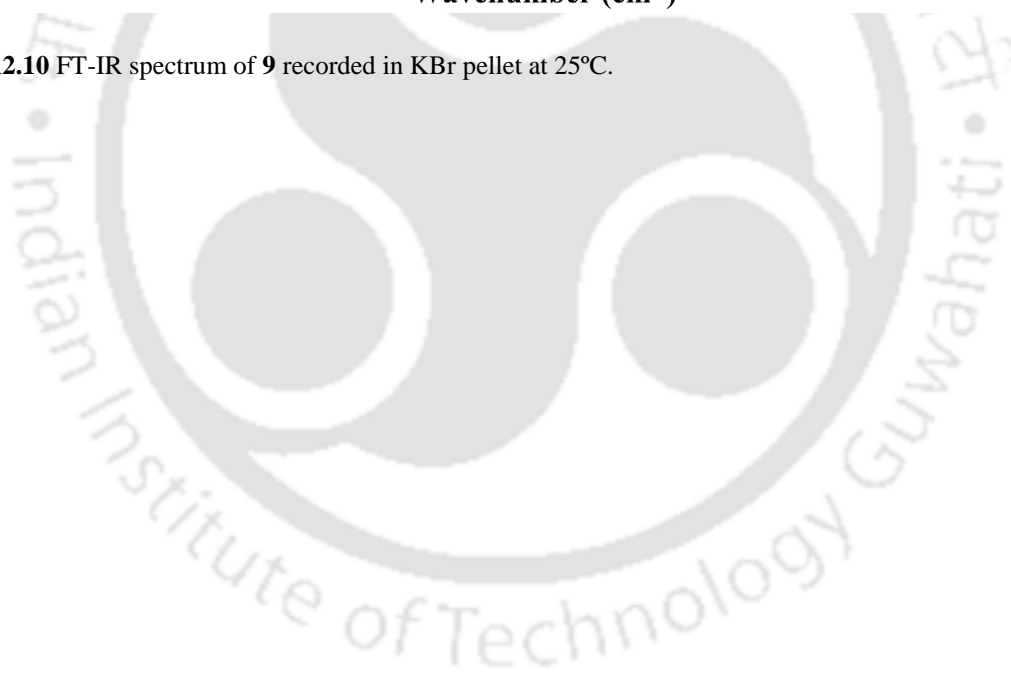 Wavenumber (cm⁻¹)
2.10 FT-IR spectrum of 9 recorded in KBr pellet at 25ºC.
Indian Institute of Technology Guwahati